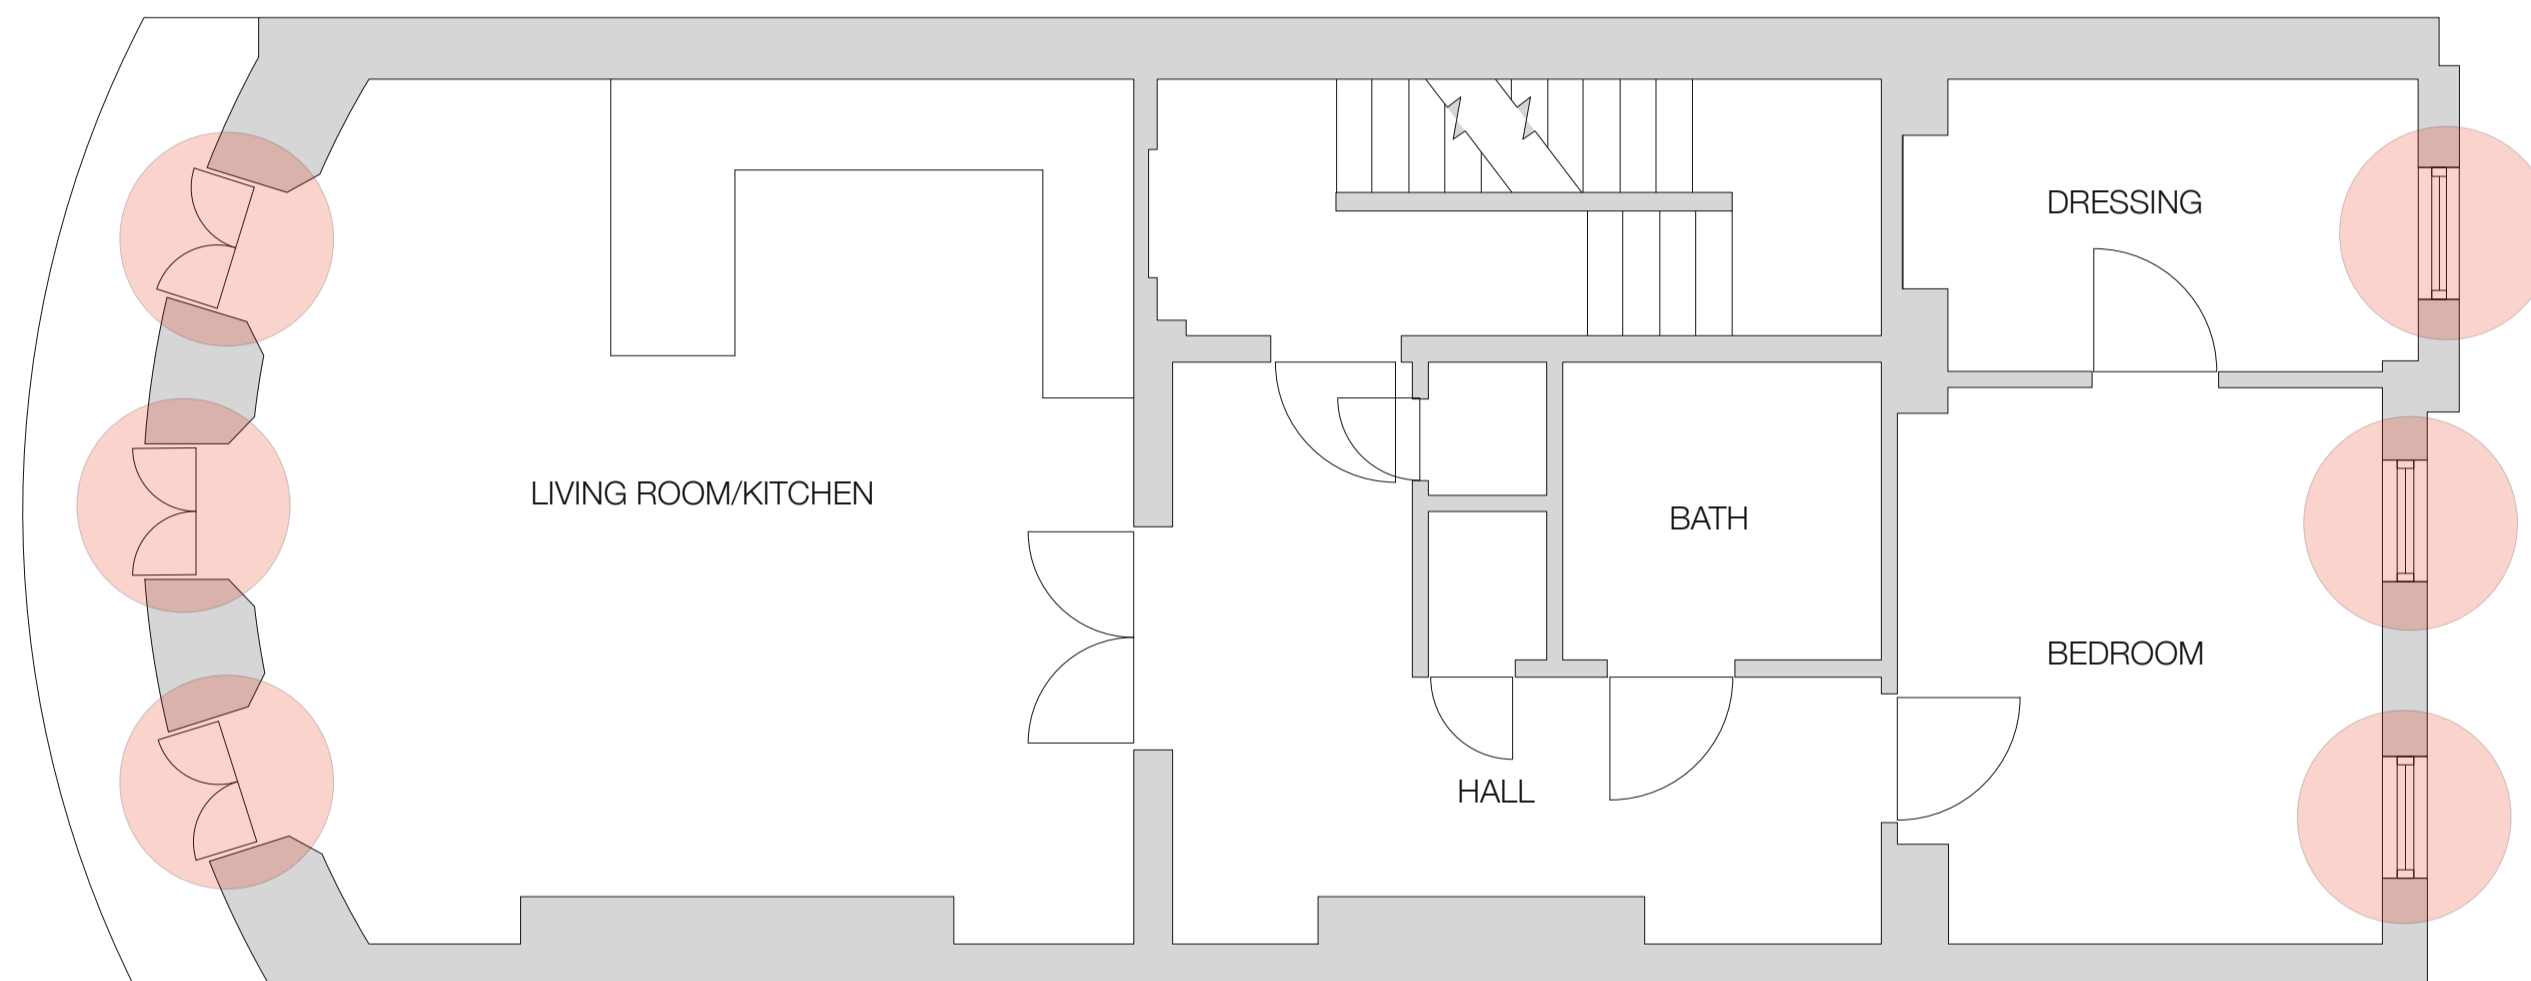 DRESSING
LIVING ROOM/KITCHEN
BATH
BEDROOM
HALL